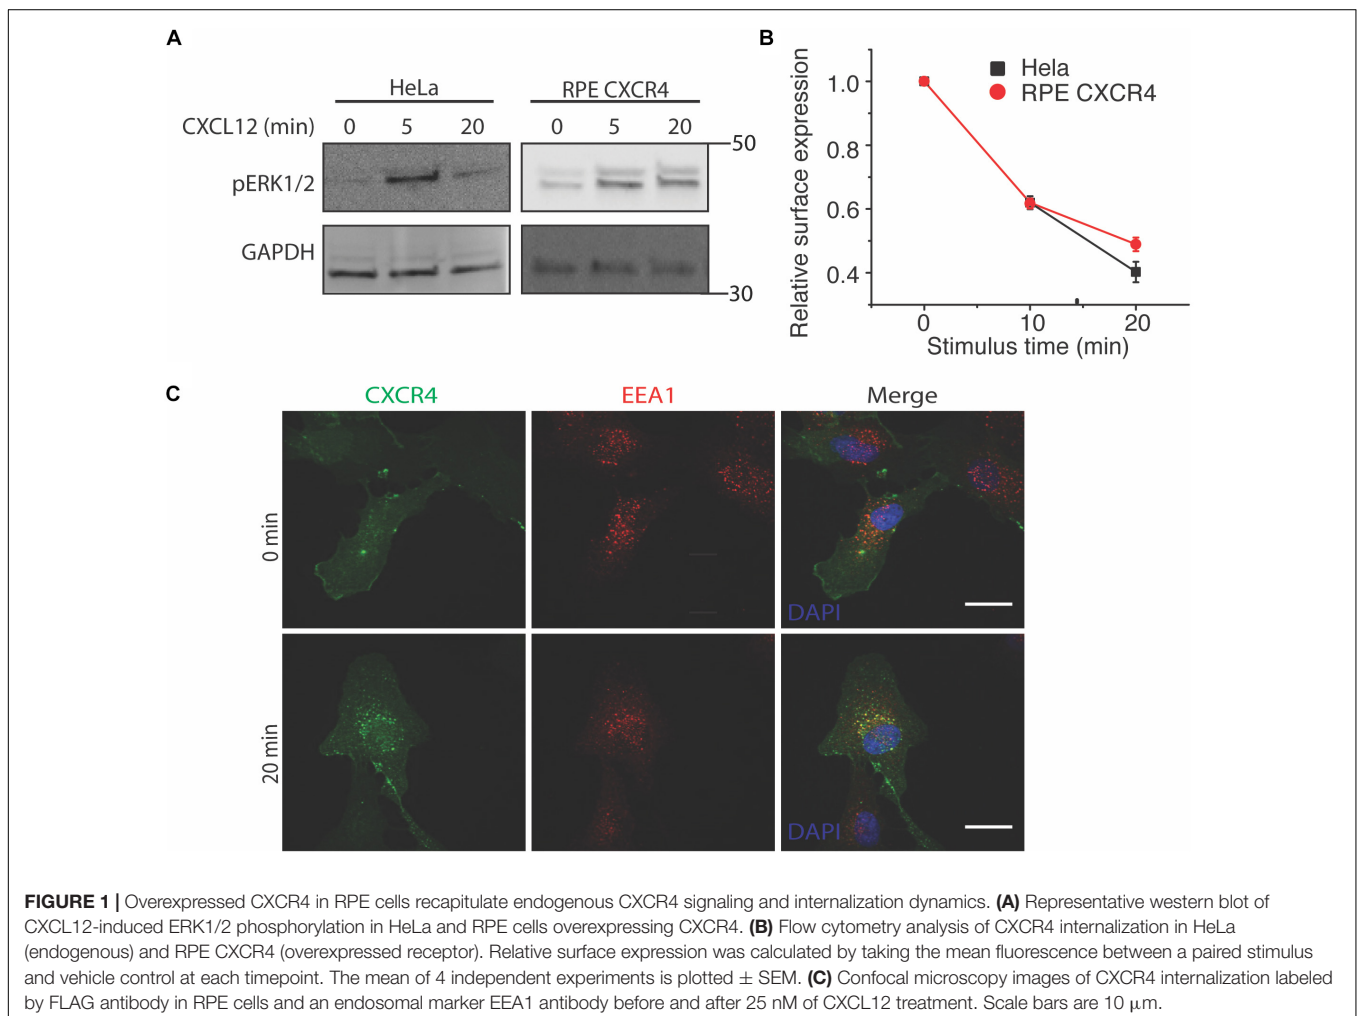 A
HeLa
RPE CXCR4
CXCL12 (min)
0 5 20
0 5 20
50
pERK1/2
GAPDH
30
B
Hela
RPE CXCR4
Relative surface expression
1.0
0.8
0.6
0.4
0 10 20
Stimulus time (min)
C
CXCR4
EEA1
Merge
0 min
DAPI
20 min
DAPI
FIGURE 1 | Overexpressed CXCR4 in RPE cells recapitulate endogenous CXCR4 signaling and internalization dynamics. (A) Representative western blot of
CXCL12-induced ERK1/2 phosphorylation in HeLa and RPE cells overexpressing CXCR4. (B) Flow cytometry analysis of CXCR4 internalization in HeLa
(endogenous) and RPE CXCR4 (overexpressed receptor). Relative surface expression was calculated by taking the mean fluorescence between a paired stimulus
and vehicle control at each timepoint. The mean of 4 independent experiments is plotted ± SEM. (C) Confocal microscopy images of CXCR4 internalization labeled
by FLAG antibody in RPE cells and an endosomal marker EEA1 antibody before and after 25 nM of CXCL12 treatment. Scale bars are 10 μm.